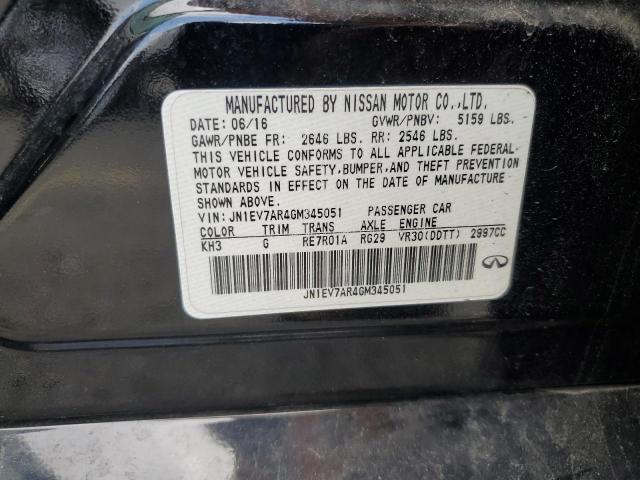 MANUFACTURED BY NISSAN MOTOR CO.,LTD.
DATE: 06/16 GVWR/PNBV: 5159 LBS.
GAWR/PNBE FR: 2646 LBS. RR: 2546 LBS.
THIS VEHICLE CONFORMS TO ALL APPLICABLE FEDERAL
MOTOR VEHICLE SAFETY,BUMPER,AND THEFT PREVENTION
STANDARDS IN EFFECT ON THE DATE OF MANUFACTURE
SHOWN ABOVE.
VIN: JN1EV7AR4GM345051 PASSENGER CAR
COLOR TRIM TRANS AXLE ENGINE
KH3 G RE7R01A RG29 VR30(DDTT) 2997CC
JN1EV7AR4GM345051